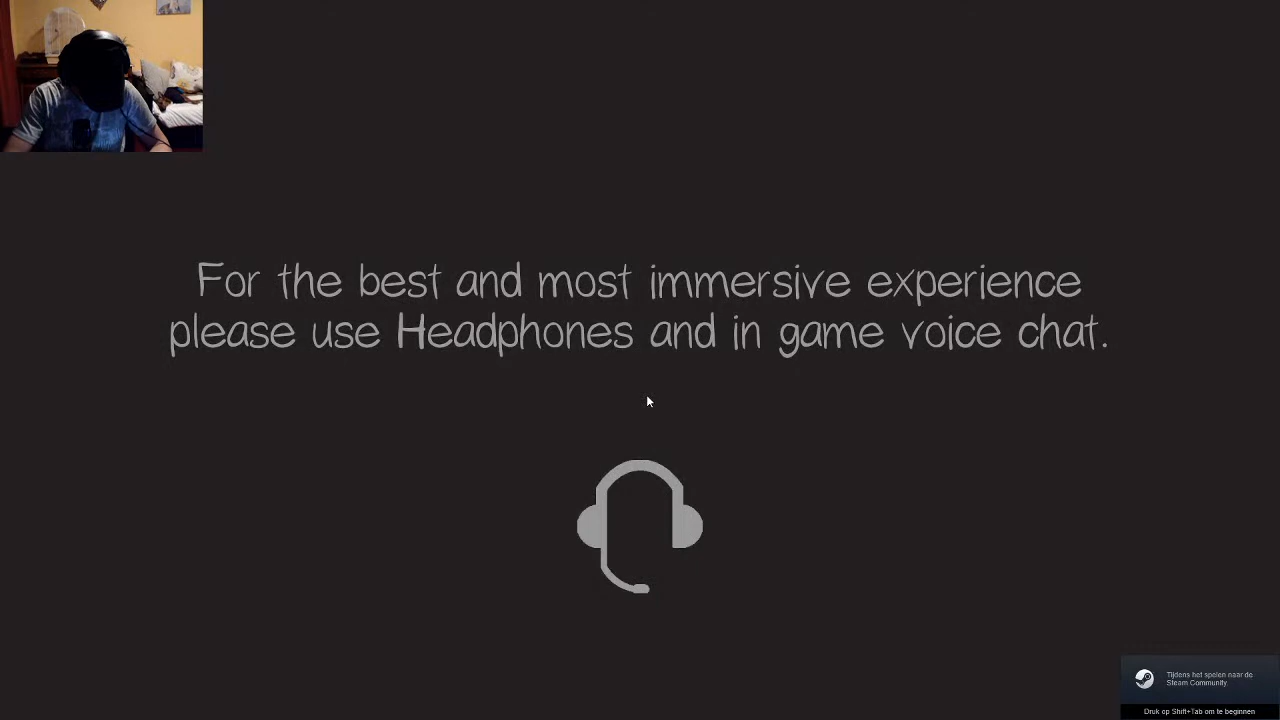 For the best and most immersive experience
please use Headphones and in game voice chat.
Tijdens het spelen naar de
Steam Community.
Druk op Shift+Tab om te beginnen